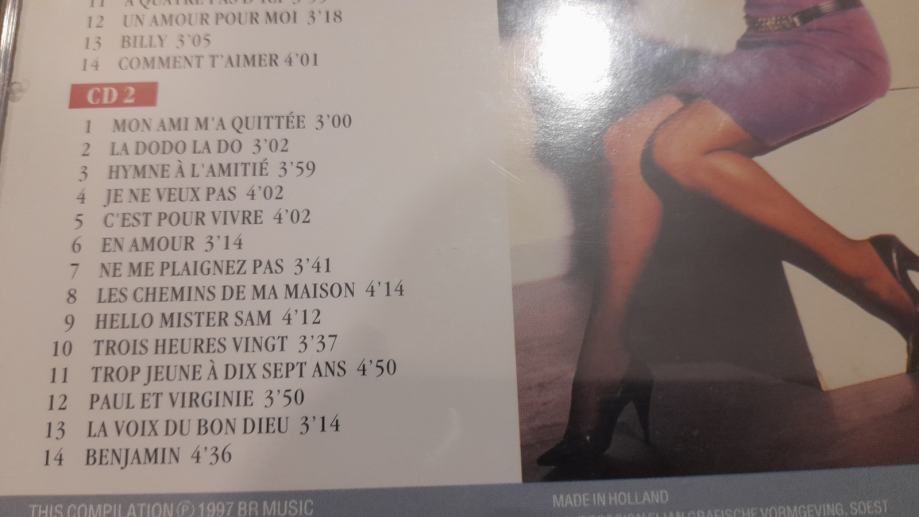 11 A QUATRE PAS D'ICI
12 UN AMOUR POUR MOI 3'18
13 BILLY 3'05
14 COMMENT T'AIMER 4'01
CD 2
1 MON AMI M'A QUITTÉE 3'00
2 LA DODO LA DO 3'02
3 HYMNE À L'AMITIÉ 3'59
4 JE NE VEUX PAS 4'02
5 C'EST POUR VIVRE 4'02
6 EN AMOUR 3'14
7 NE ME PLAIGNEZ PAS 3'41
8 LES CHEMINS DE MA MAISON 4'14
9 HELLO MISTER SAM 4'12
10 TROIS HEURES VINGT 3'37
11 TROP JEUNE À DIX SEPT ANS 4'50
12 PAUL ET VIRGINIE 3'50
13 LA VOIX DU BON DIEU 3'14
14 BENJAMIN 4'36
THIS COMPILATION ℗ 1997 BR MUSIC
MADE IN HOLLAND
GRAFISCHE VORMGEVING, SOEST